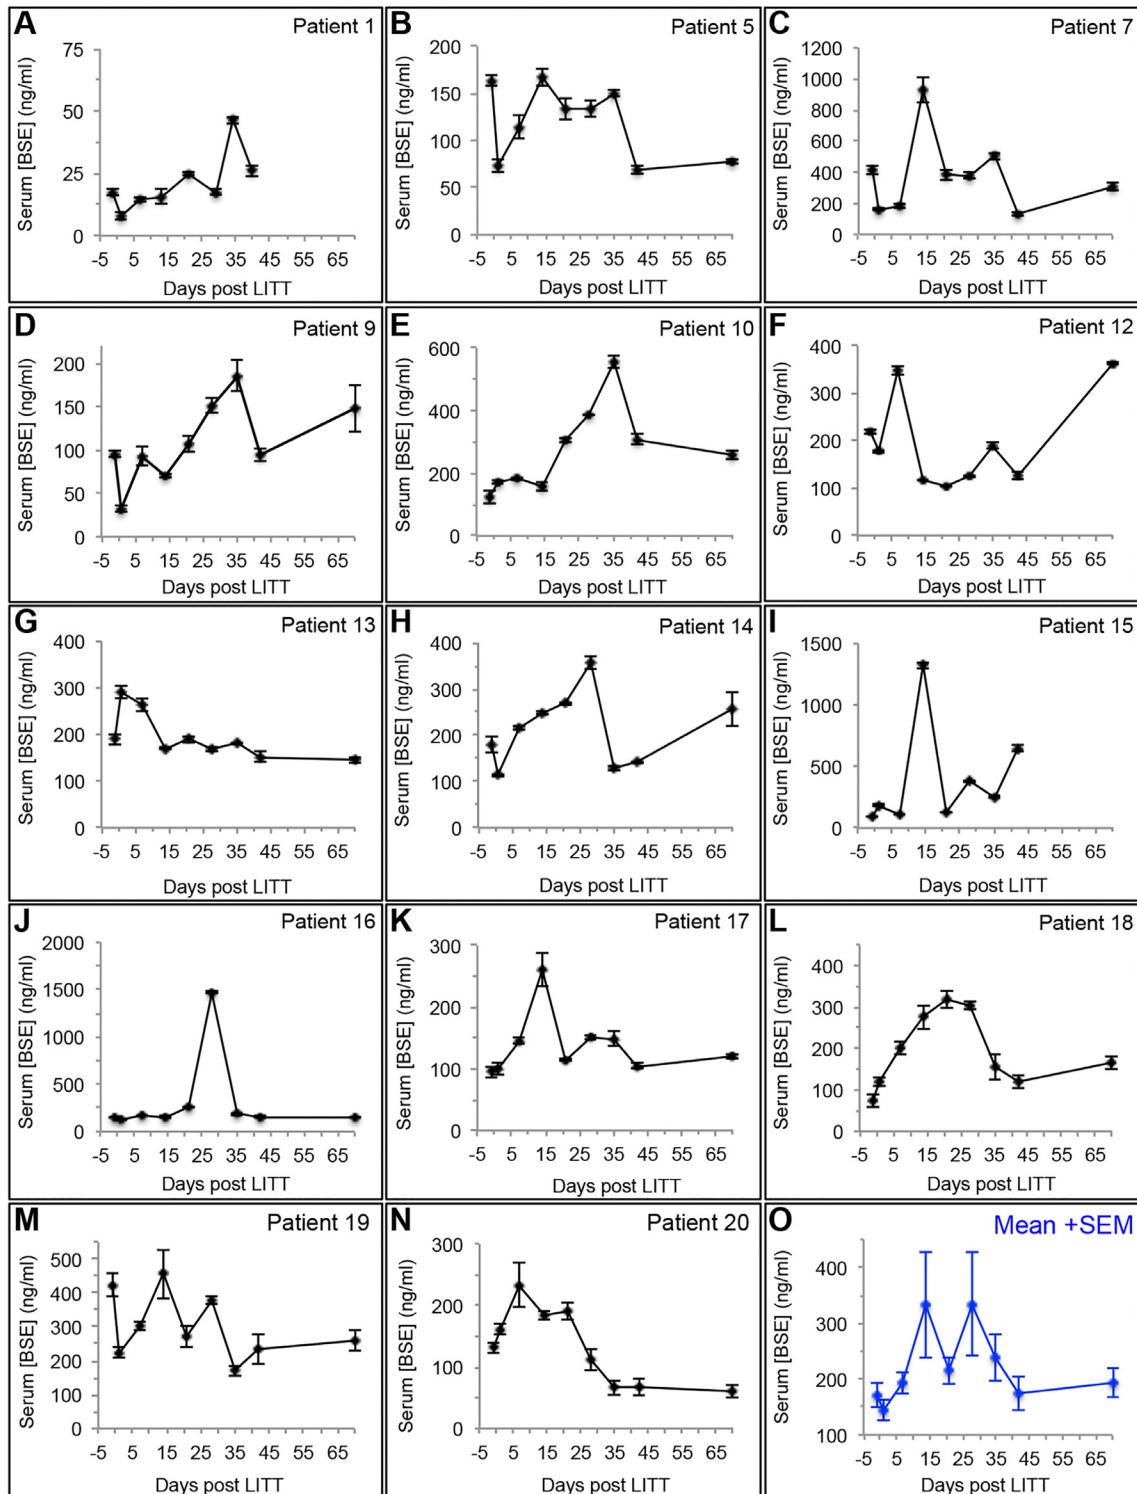 A Patient 1
Serum [BSE] (ng/ml)
75
50
25
0
-5 5 15 25 35 45 55 65
Days post LITT
B Patient 5
Serum [BSE] (ng/ml)
200
150
100
50
0
-5 5 15 25 35 45 55 65
Days post LITT
C Patient 7
Serum [BSE] (ng/ml)
1200
1000
800
600
400
200
0
-5 5 15 25 35 45 55 65
Days post LITT
D Patient 9
Serum [BSE] (ng/ml)
200
150
100
50
0
-5 5 15 25 35 45 55 65
Days post LITT
E Patient 10
Serum [BSE] (ng/ml)
600
400
200
0
-5 5 15 25 35 45 55 65
Days post LITT
F Patient 12
Serum [BSE] (ng/ml)
400
300
200
100
0
-5 5 15 25 35 45 55 65
Days post LITT
G Patient 13
Serum [BSE] (ng/ml)
400
300
200
100
0
-5 5 15 25 35 45 55 65
Days post LITT
H Patient 14
Serum [BSE] (ng/ml)
400
300
200
100
0
-5 5 15 25 35 45 55 65
Days post LITT
I Patient 15
Serum [BSE] (ng/ml)
1500
1000
500
0
-5 5 15 25 35 45 55 65
Days post LITT
J Patient 16
Serum [BSE] (ng/ml)
2000
1500
1000
500
0
-5 5 15 25 35 45 55 65
Days post LITT
K Patient 17
Serum [BSE] (ng/ml)
300
200
100
0
-5 5 15 25 35 45 55 65
Days post LITT
L Patient 18
Serum [BSE] (ng/ml)
400
300
200
100
0
-5 5 15 25 35 45 55 65
Days post LITT
M Patient 19
Serum [BSE] (ng/ml)
500
400
300
200
100
0
-5 5 15 25 35 45 55 65
Days post LITT
N Patient 20
Serum [BSE] (ng/ml)
300
200
100
0
-5 5 15 25 35 45 55 65
Days post LITT
O Mean +SEM
Serum [BSE] (ng/ml)
400
300
200
100
-5 5 15 25 35 45 55 65
Days post LITT